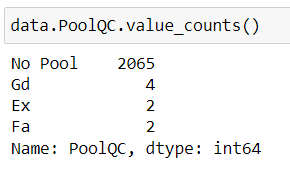 data.PoolQC.value_counts()
No Pool    2065
Gd            4
Ex            2
Fa            2
Name: PoolQC, dtype: int64